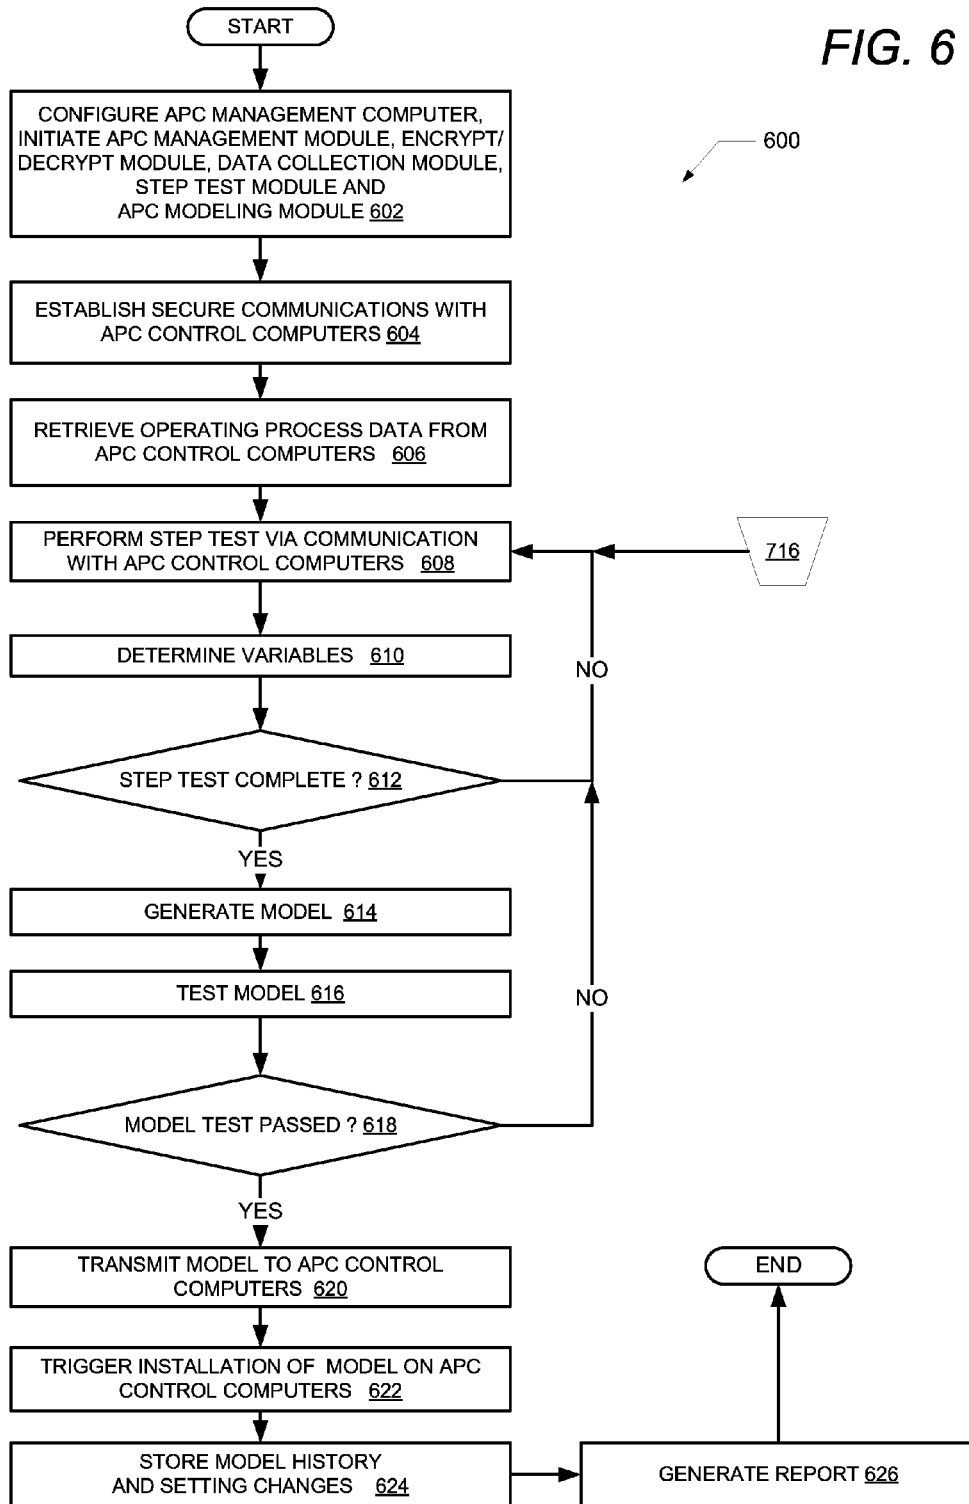 START
FIG. 6
CONFIGURE APC MANAGEMENT COMPUTER,
INITIATE APC MANAGEMENT MODULE, ENCRYPT/
DECRYPT MODULE, DATA COLLECTION MODULE,
STEP TEST MODULE AND
APC MODELING MODULE 602
600
ESTABLISH SECURE COMMUNICATIONS WITH
APC CONTROL COMPUTERS 604
RETRIEVE OPERATING PROCESS DATA FROM
APC CONTROL COMPUTERS 606
PERFORM STEP TEST VIA COMMUNICATION
WITH APC CONTROL COMPUTERS 608
716
DETERMINE VARIABLES 610
NO
STEP TEST COMPLETE ? 612
YES
GENERATE MODEL 614
TEST MODEL 616
NO
MODEL TEST PASSED ? 618
YES
TRANSMIT MODEL TO APC CONTROL
COMPUTERS 620
END
TRIGGER INSTALLATION OF MODEL ON APC
CONTROL COMPUTERS 622
STORE MODEL HISTORY
AND SETTING CHANGES 624
GENERATE REPORT 626